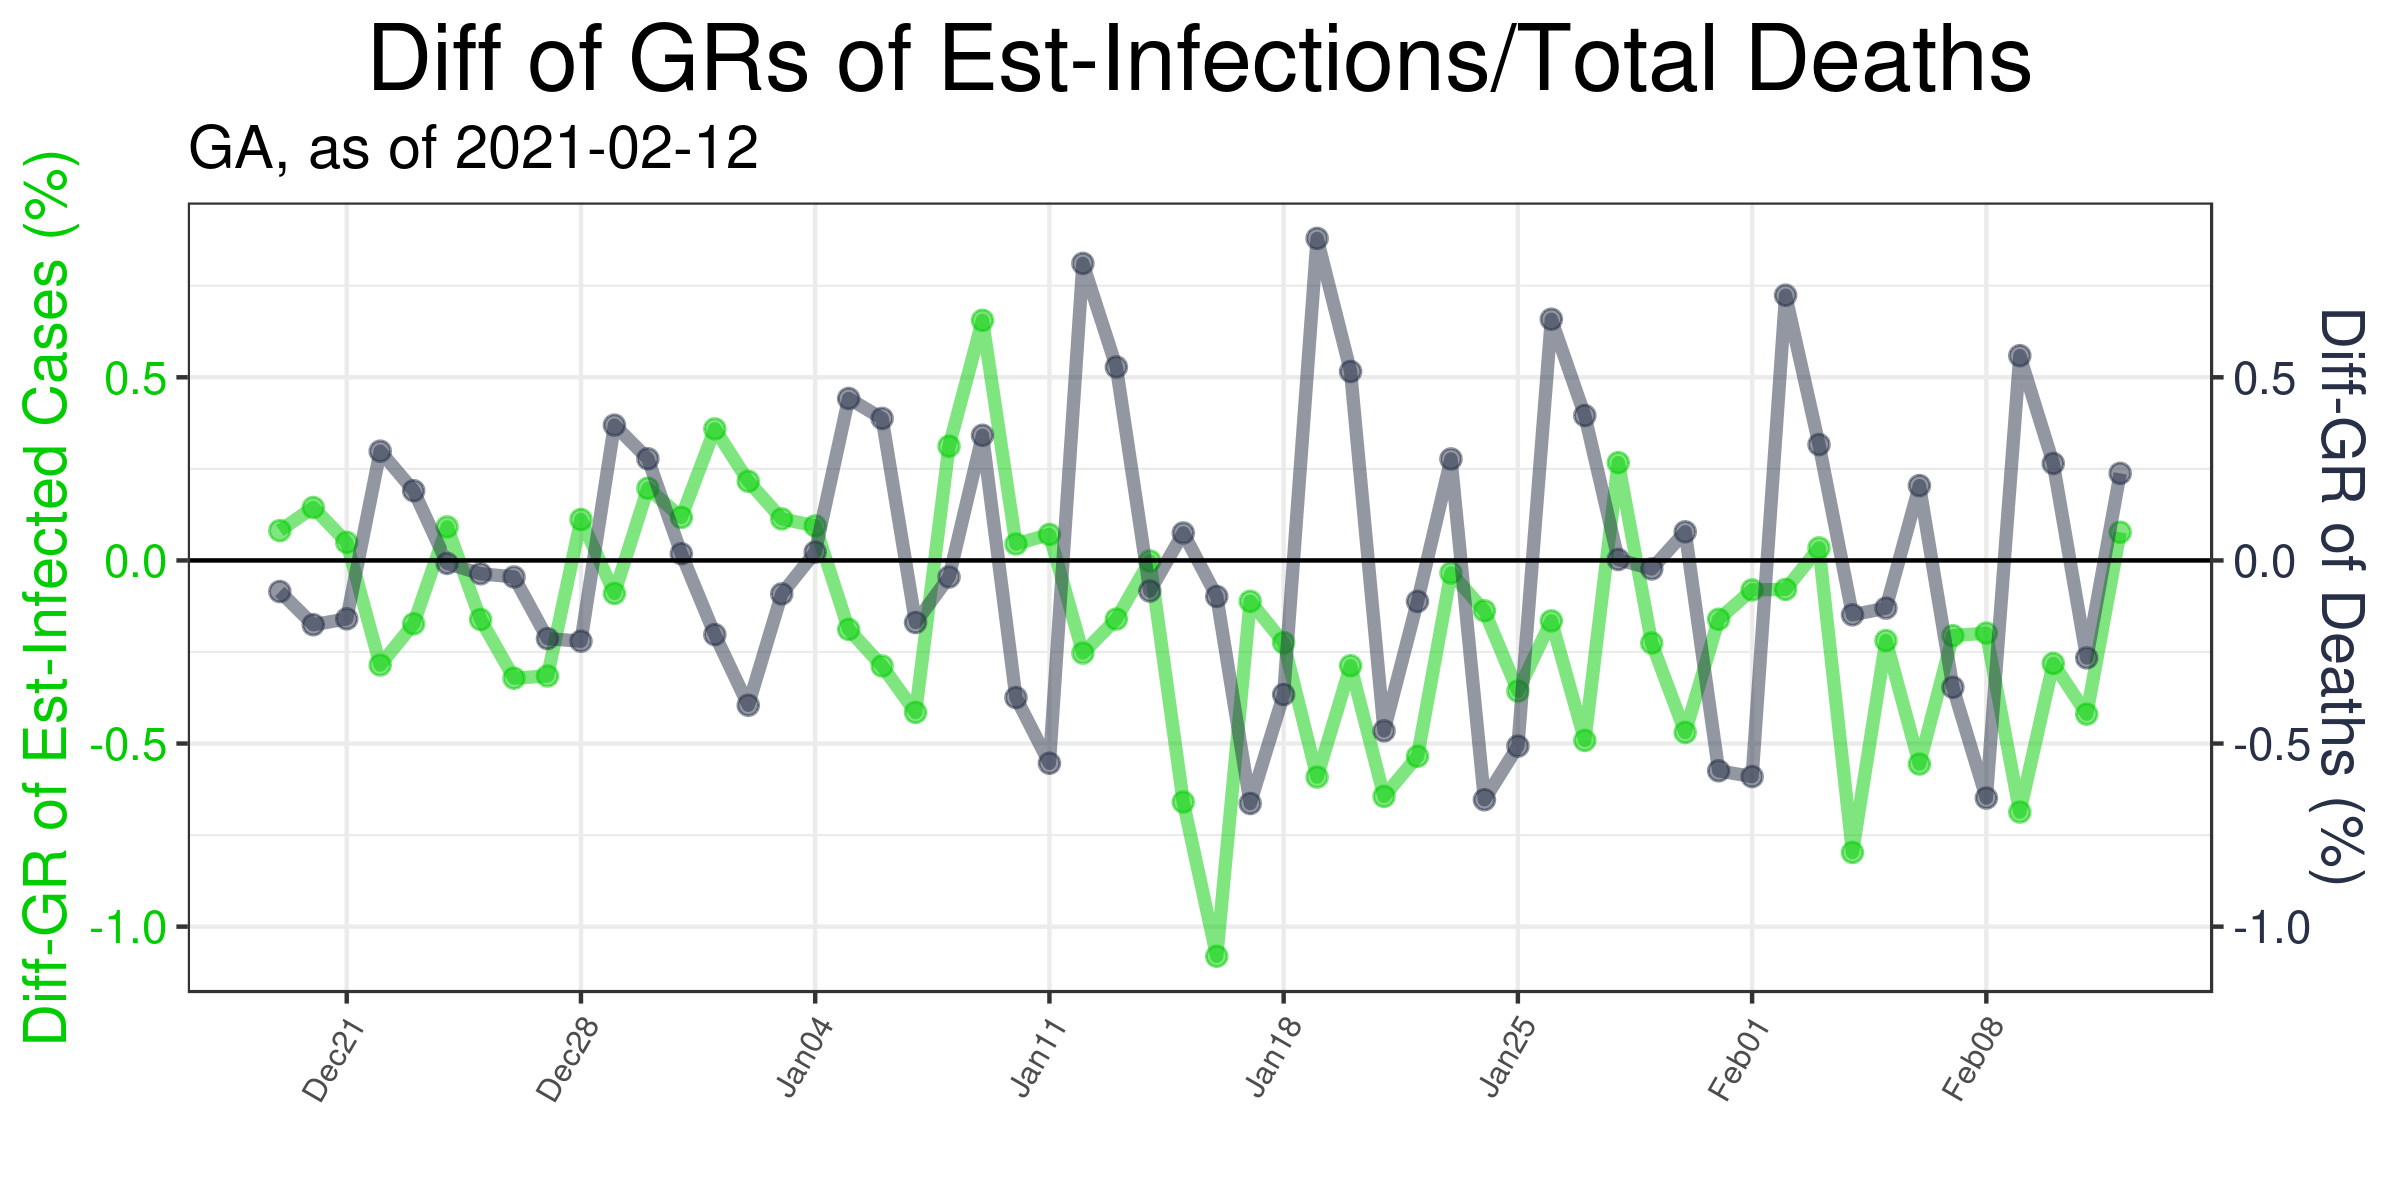 Diff of GRs of Est-Infections/Total Deaths
GA, as of 2021-02-12
Diff-GR of Est-Infected Cases (%)
0.5
0.0
-0.5
-1.0
0.5
0.0
-0.5
-1.0
Diff-GR of Deaths (%)
Dec21
Dec28
Jan04
Jan11
Jan18
Jan25
Feb01
Feb08